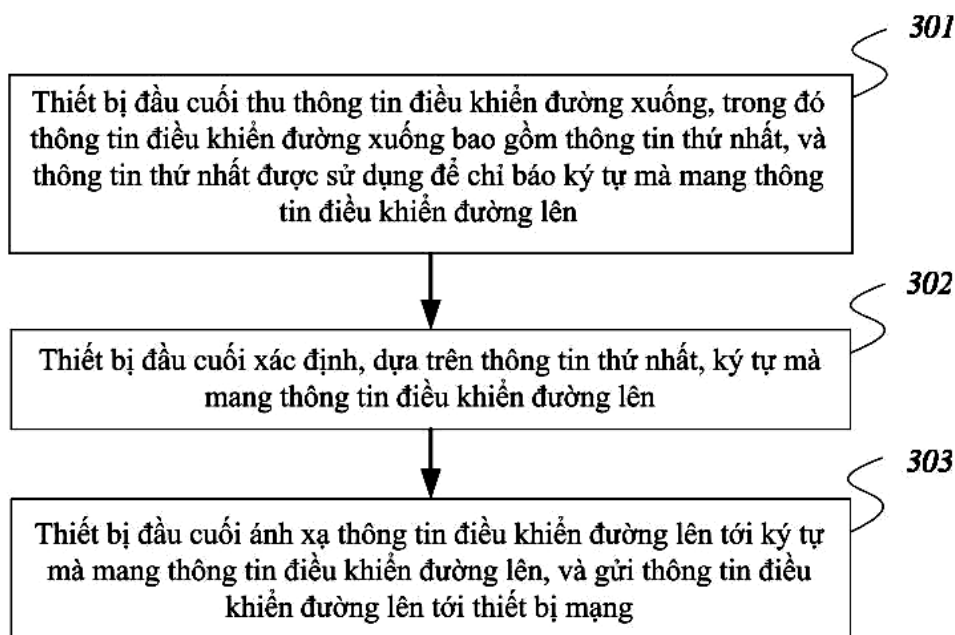 301
Thiết bị đầu cuối thu thông tin điều khiển đường xuống, trong đó
thông tin điều khiển đường xuống bao gồm thông tin thứ nhất, và
thông tin thứ nhất được sử dụng để chỉ báo ký tự mà mang thông
tin điều khiển đường lên
302
Thiết bị đầu cuối xác định, dựa trên thông tin thứ nhất, ký tự mà
mang thông tin điều khiển đường lên
303
Thiết bị đầu cuối ánh xạ thông tin điều khiển đường lên tới ký tự
mà mang thông tin điều khiển đường lên, và gửi thông tin điều
khiển đường lên tới thiết bị mạng